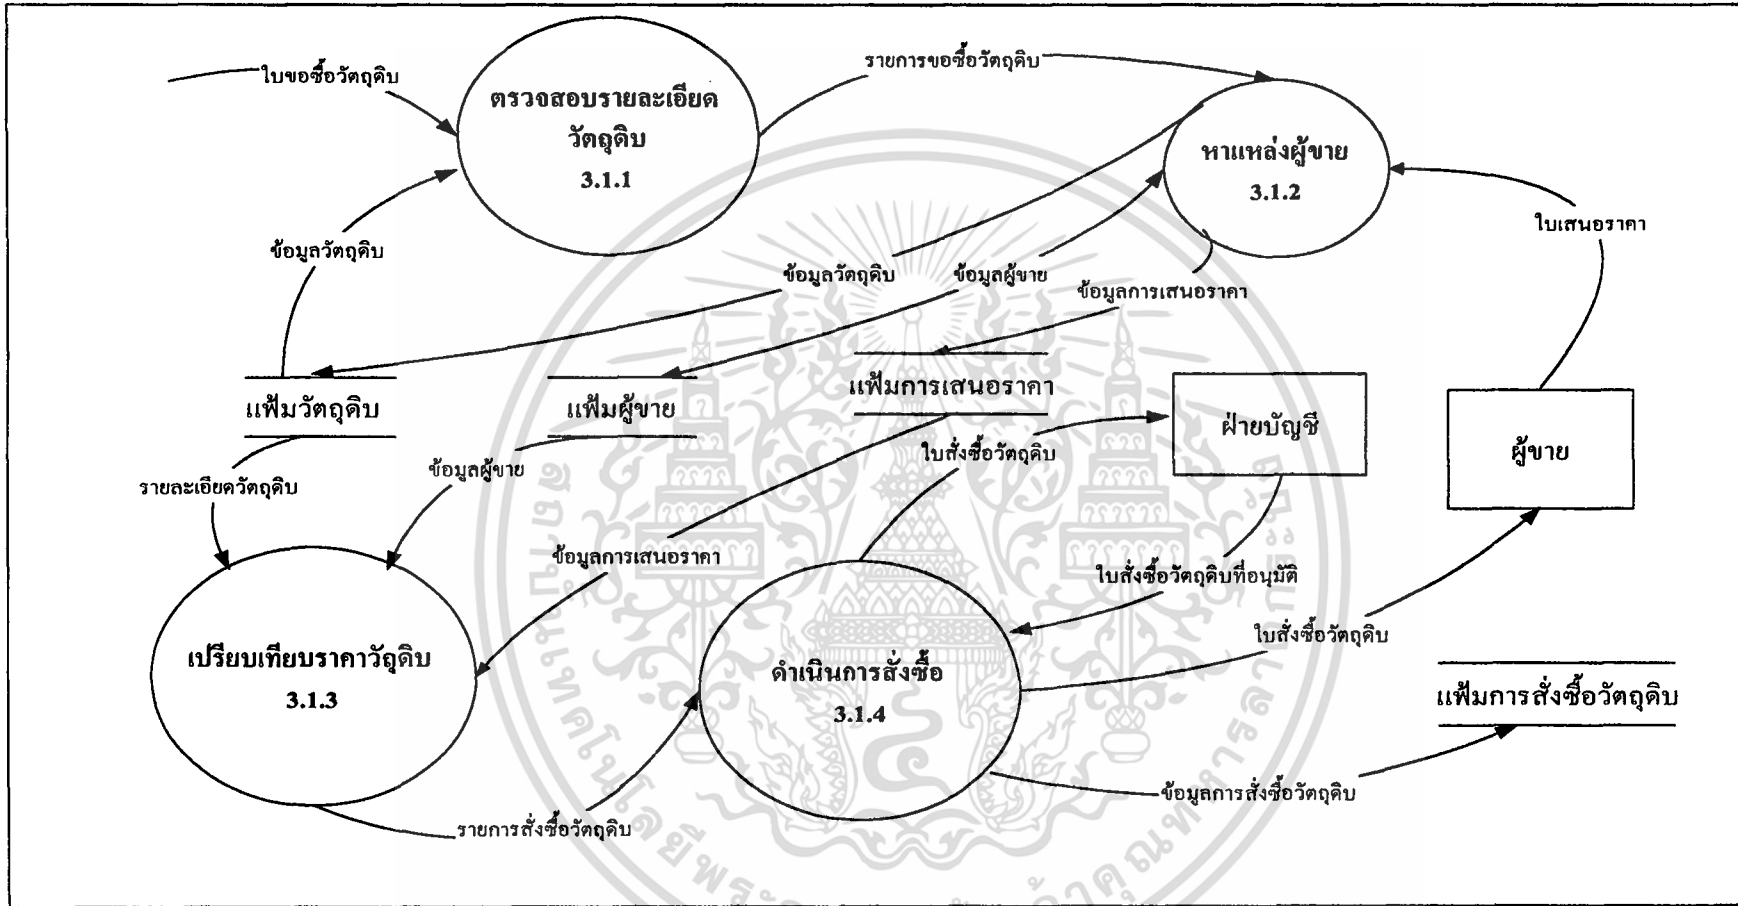 ใบขอซื้อวัตถุดิบ
ตรวจสอบรายละเอียด
วัตถุดิบ
3.1.1
รายการขอซื้อวัตถุดิบ
หาแหล่งผู้ขาย
3.1.2
ใบเสนอราคา
ข้อมูลวัตถุดิบ
ข้อมูลวัตถุดิบ
ข้อมูลผู้ขาย
ข้อมูลการเสนอราคา
แฟ้มวัตถุดิบ
แฟ้มผู้ขาย
แฟ้มการเสนอราคา
ฝ่ายบัญชี
ผู้ขาย
ใบสั่งซื้อวัตถุดิบ
ข้อมูลผู้ขาย
รายละเอียดวัตถุดิบ
ข้อมูลการเสนอราคา
ใบสั่งซื้อวัตถุดิบที่อนุมัติ
ใบสั่งซื้อวัตถุดิบ
เปรียบเทียบราคาวัถุดิบ
3.1.3
ดำเนินการสั่งซื้อ
3.1.4
แฟ้มการสั่งซื้อวัตถุดิบ
ข้อมูลการสั่งซื้อวัตถุดิบ
รายการสั่งซื้อวัตถุดิบ